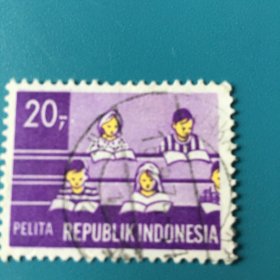 20,-
PELITA REPUBLIK INDONESIA